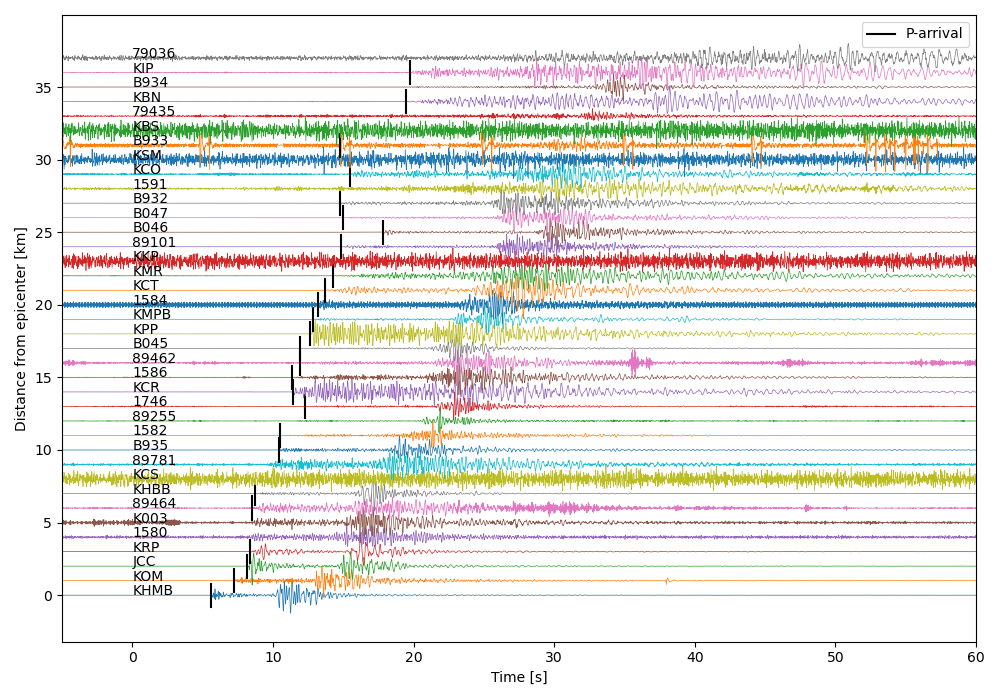 P-arrival
79036
KIP
B934
KBN
79435
KBS
B933
KSM
KCO
1591
B932
B047
B046
89101
KKP
KMR
KCT
1584
KMPB
KPP
B045
89462
1586
KCR
1746
89255
1582
B935
89781
KCS
KHBB
89464
K003
1580
KRP
JCC
KOM
KHMB
35
30
25
20
15
10
5
0
Distance from epicenter [km]
0 10 20 30 40 50 60
Time [s]